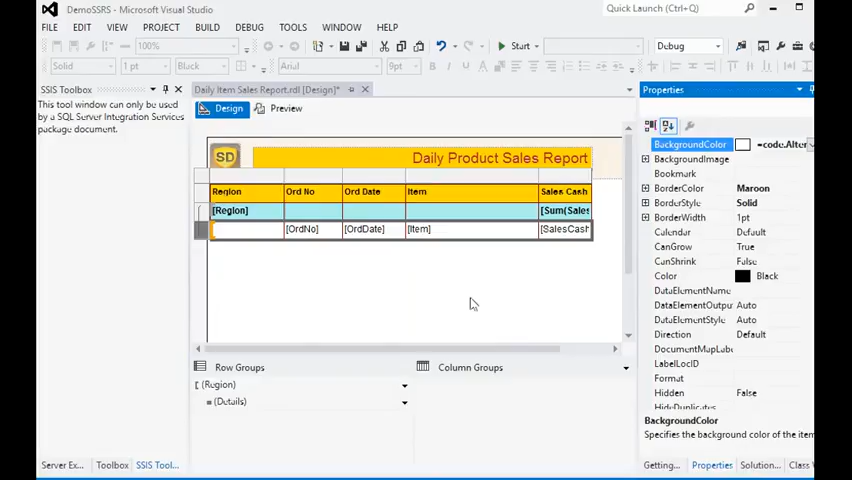 DemoSSRS - Microsoft Visual Studio
Quick Launch (Ctrl+Q)
FILE EDIT VIEW PROJECT BUILD DEBUG TOOLS WINDOW HELP
100% Start Debug
Solid 1 pt Black Arial 9pt
SSIS Toolbox
This tool window can only be used
by a SQL Server Integration Services
package document.
Daily Item Sales Report.rdl [Design]*
Design Preview
SD
Daily Product Sales Report
Region Ord No Ord Date Item Sales Cash
[Region] [Sum(Sales
[OrdNo] [OrdDate] [Item] [SalesCash
Row Groups Column Groups
(Region)
(Details)
Properties
BackgroundColor =code.Alter
BackgroundImage
Bookmark
BorderColor Maroon
BorderStyle Solid
BorderWidth 1pt
Calendar Default
CanGrow True
CanShrink False
Color Black
DataElementName
DataElementOutpu Auto
DataElementStyle Auto
Direction Default
DocumentMapLabe
LabelLocID
Format
Hidden False
HideDuplicates
BackgroundColor
Specifies the background color of the item
Server Ex... Toolbox SSIS Tool...
Getting... Properties Solution... Class V